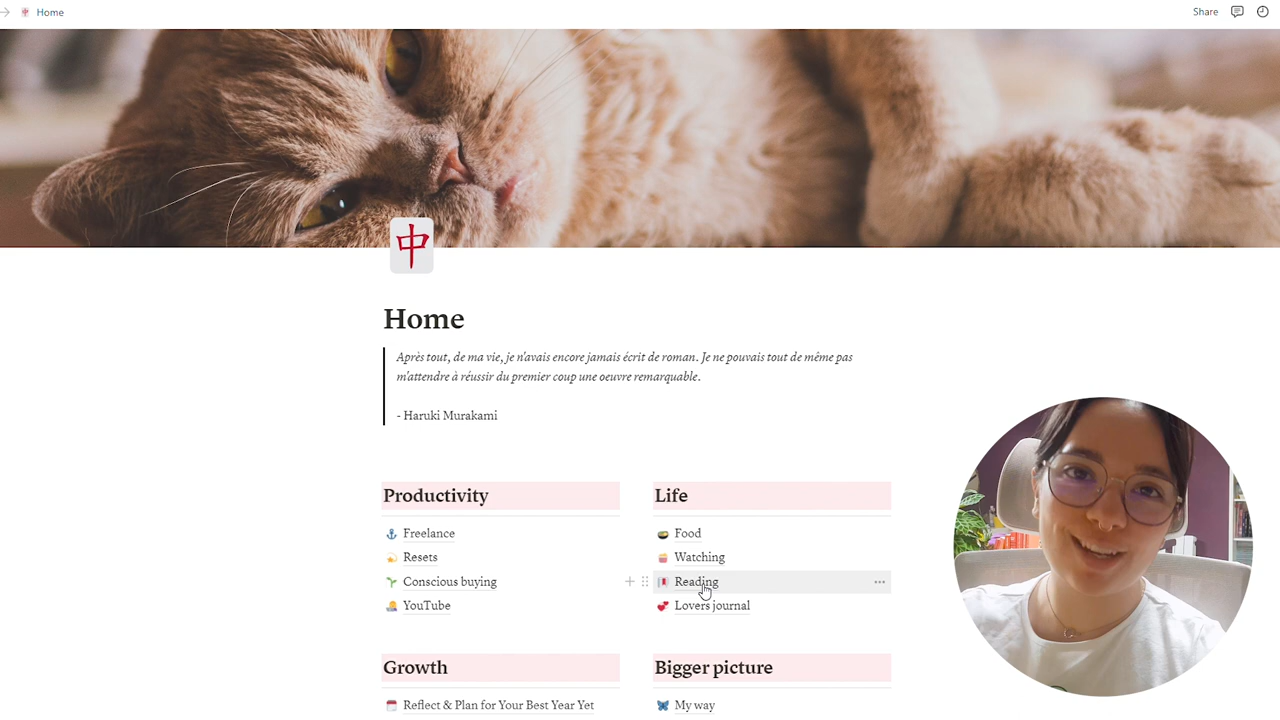 Home
Share
中
Home
Après tout, de ma vie, je n'avais encore jamais écrit de roman. Je ne pouvais tout de même pas
m'attendre à réussir du premier coup une oeuvre remarquable.
- Haruki Murakami
Productivity
Freelance
Resets
Conscious buying
YouTube
Life
Food
Watching
Reading
Lovers journal
Growth
Reflect & Plan for Your Best Year Yet
Bigger picture
My way